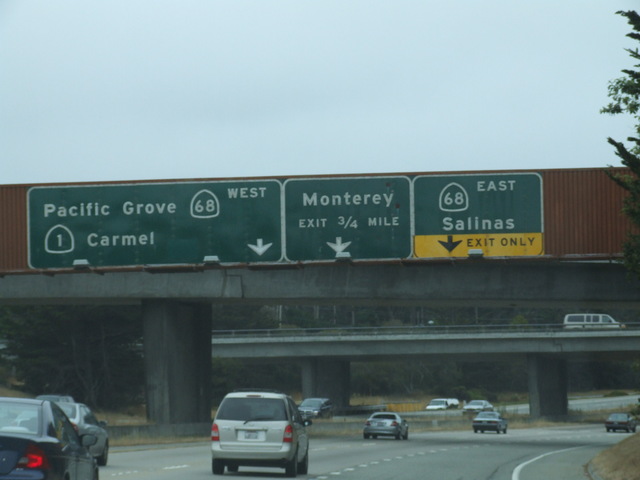 Pacific Grove 68 WEST
1 Carmel
Monterey
EXIT 3/4 MILE
68 EAST
Salinas
EXIT ONLY